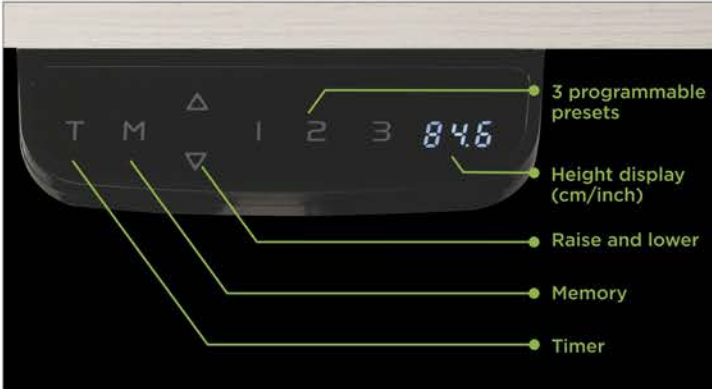 T M 1 2 3 84.6
3 programmable
presets
Height display
(cm/inch)
Raise and lower
Memory
Timer